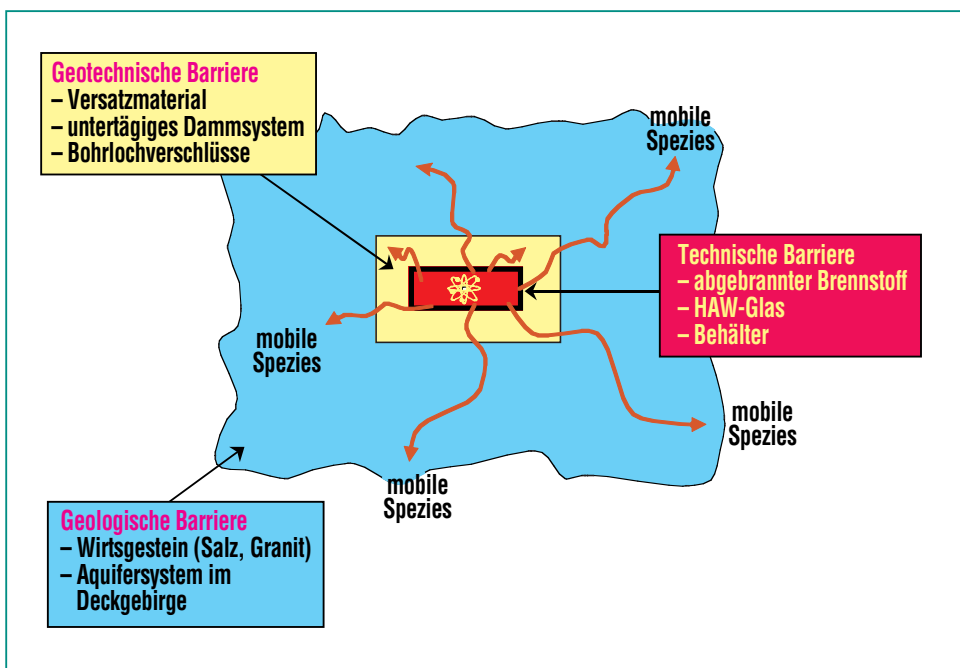 Geotechnische Barriere
– Versatzmaterial
– untertägiges Dammsystem
– Bohrlochverschlüsse
mobile
Spezies
Technische Barriere
– abgebrannter Brennstoff
– HAW-Glas
– Behälter
mobile
Spezies
mobile
Spezies
mobile
Spezies
Geologische Barriere
– Wirtsgestein (Salz, Granit)
– Aquifersystem im
Deckgebirge